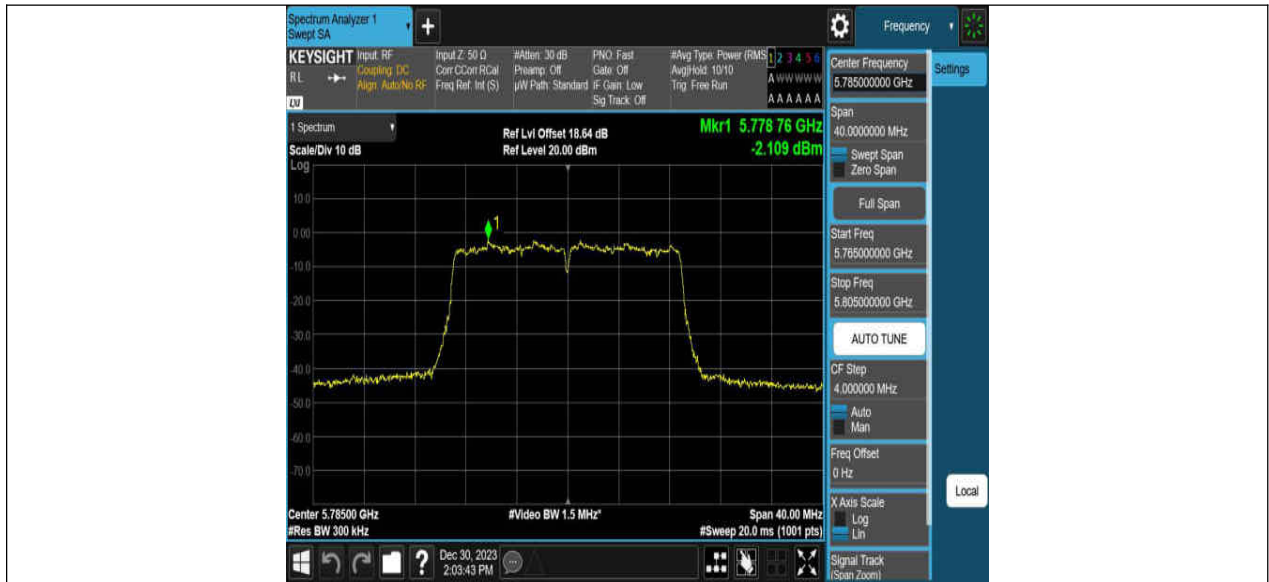 Spectrum Analyzer 1
Swept SA
+
Frequency
KEYSIGHT
RL
LXI
Input: RF
Coupling: DC
Align: Auto/No RF
Input Z: 50 Ω
Corr CCorr RCal
Freq Ref: Int (S)
#Atten: 30 dB
Preamp: Off
µW Path: Standard
PNO: Fast
Gate: Off
IF Gain: Low
Sig Track: Off
#Avg Type: Power (RMS
Avg|Hold: 10/10
Trig: Free Run
1 2 3 4 5 6
A W W W W W
A A A A A A
1 Spectrum
Scale/Div 10 dB
Ref Lvl Offset 18.64 dB
Ref Level 20.00 dBm
Mkr1 5.778 76 GHz
-2.109 dBm
Log
10.0
0.00
-10.0
-20.0
-30.0
-40.0
-50.0
-60.0
-70.0
1
Center 5.78500 GHz
#Res BW 300 kHz
#Video BW 1.5 MHz*
Span 40.00 MHz
#Sweep 20.0 ms (1001 pts)
?
Dec 30, 2023
2:03:43 PM
Center Frequency
5.785000000 GHz
Settings
Span
40.0000000 MHz
Swept Span
Zero Span
Full Span
Start Freq
5.765000000 GHz
Stop Freq
5.805000000 GHz
AUTO TUNE
CF Step
4.000000 MHz
Auto
Man
Freq Offset
0 Hz
Local
X Axis Scale
Log
Lin
Signal Track
(Span Zoom)